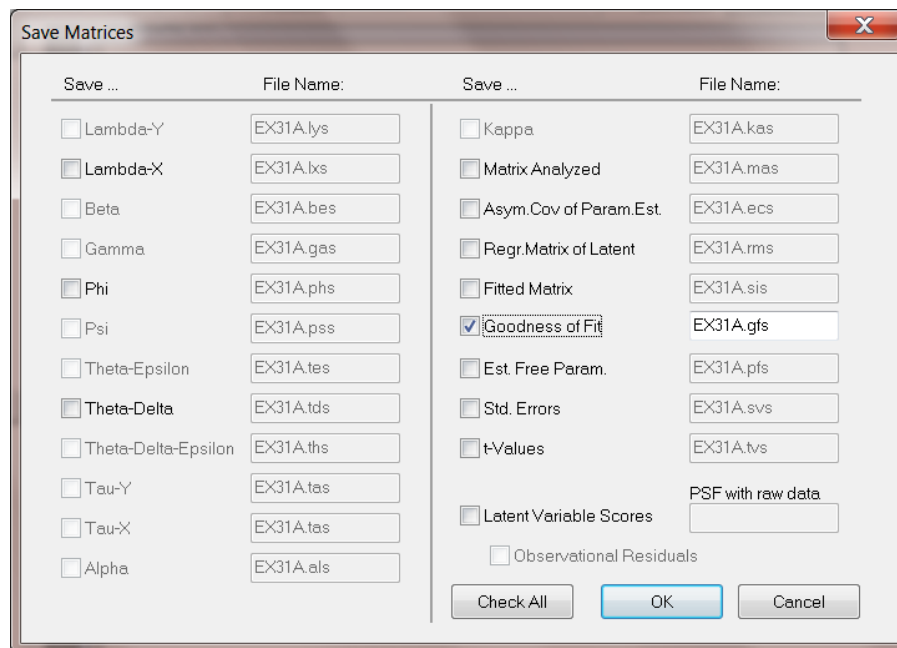 Save Matrices
X
Save ... File Name:
Lambda-Y EX31A.lys
Lambda-X EX31A.lxs
Beta EX31A.bes
Gamma EX31A.gas
Phi EX31A.phs
Psi EX31A.pss
Theta-Epsilon EX31A.tes
Theta-Delta EX31A.tds
Theta-Delta-Epsilon EX31A.ths
Tau-Y EX31A.tas
Tau-X EX31A.tas
Alpha EX31A.als
Save ... File Name:
Kappa EX31A.kas
Matrix Analyzed EX31A.mas
Asym.Cov of Param.Est. EX31A.ecs
Regr.Matrix of Latent EX31A.rms
Fitted Matrix EX31A.sis
Goodness of Fit EX31A.gfs
Est. Free Param. EX31A.pfs
Std. Errors EX31A.svs
t-Values EX31A.tvs
PSF with raw data
Latent Variable Scores
Observational Residuals
Check All OK Cancel